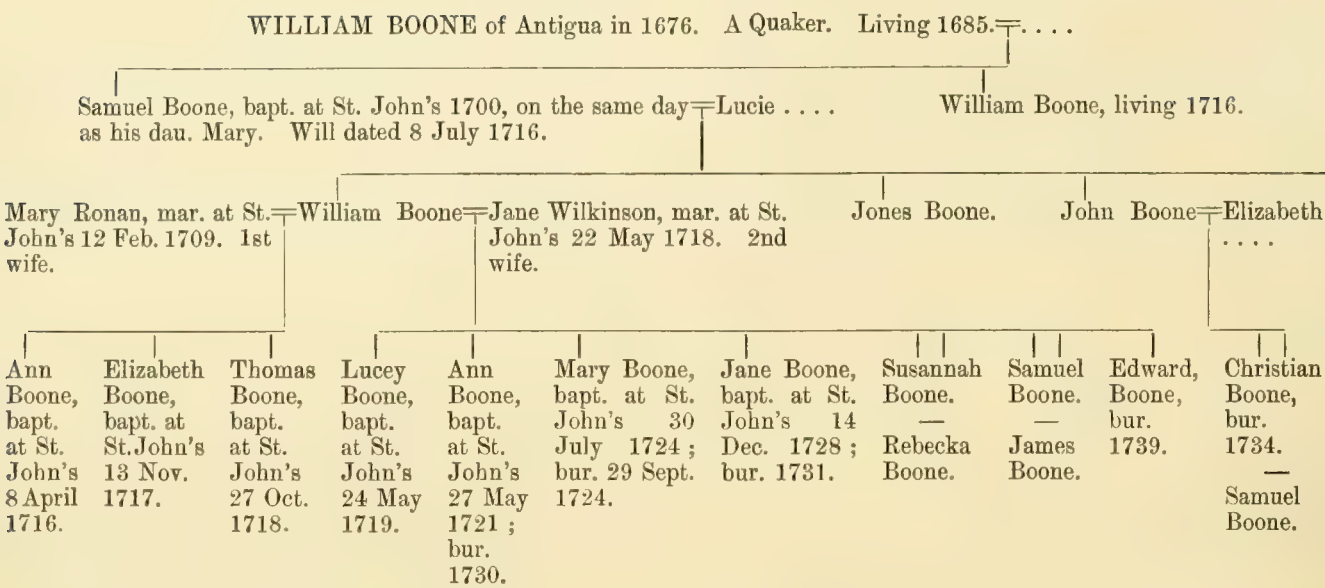 WILLIAM BOONE of Antigua in 1676. A Quaker. Living 1685.=. . . .
Samuel Boone, bapt. at St. John's 1700, on the same day=Lucie . . . .
as his dau. Mary. Will dated 8 July 1716.
William Boone, living 1716.
Mary Ronan, mar. at St.=William Boone=Jane Wilkinson, mar. at St.
John's 12 Feb. 1709. 1st
wife.
John's 22 May 1718. 2nd
wife.
Jones Boone.
John Boone=Elizabeth
. . . .
Ann
Boone,
bapt.
at St.
John's
8 April
1716.
Elizabeth
Boone,
bapt. at
St. John's
13 Nov.
1717.
Thomas
Boone,
bapt.
at St.
John's
27 Oct.
1718.
Lucey
Boone,
bapt.
at St.
John's
24 May
1719.
Ann
Boone,
bapt.
at St.
John's
27 May
1721 ;
bur.
1730.
Mary Boone,
bapt. at St.
John's 30
July 1724 ;
bur. 29 Sept.
1724.
Jane Boone,
bapt. at St.
John's 14
Dec. 1728 ;
bur. 1731.
Susannah
Boone.
—
Rebecka
Boone.
Samuel
Boone.
—
James
Boone.
Edward,
Boone,
bur.
1739.
Christian
Boone,
bur.
1734.
—
Samuel
Boone.